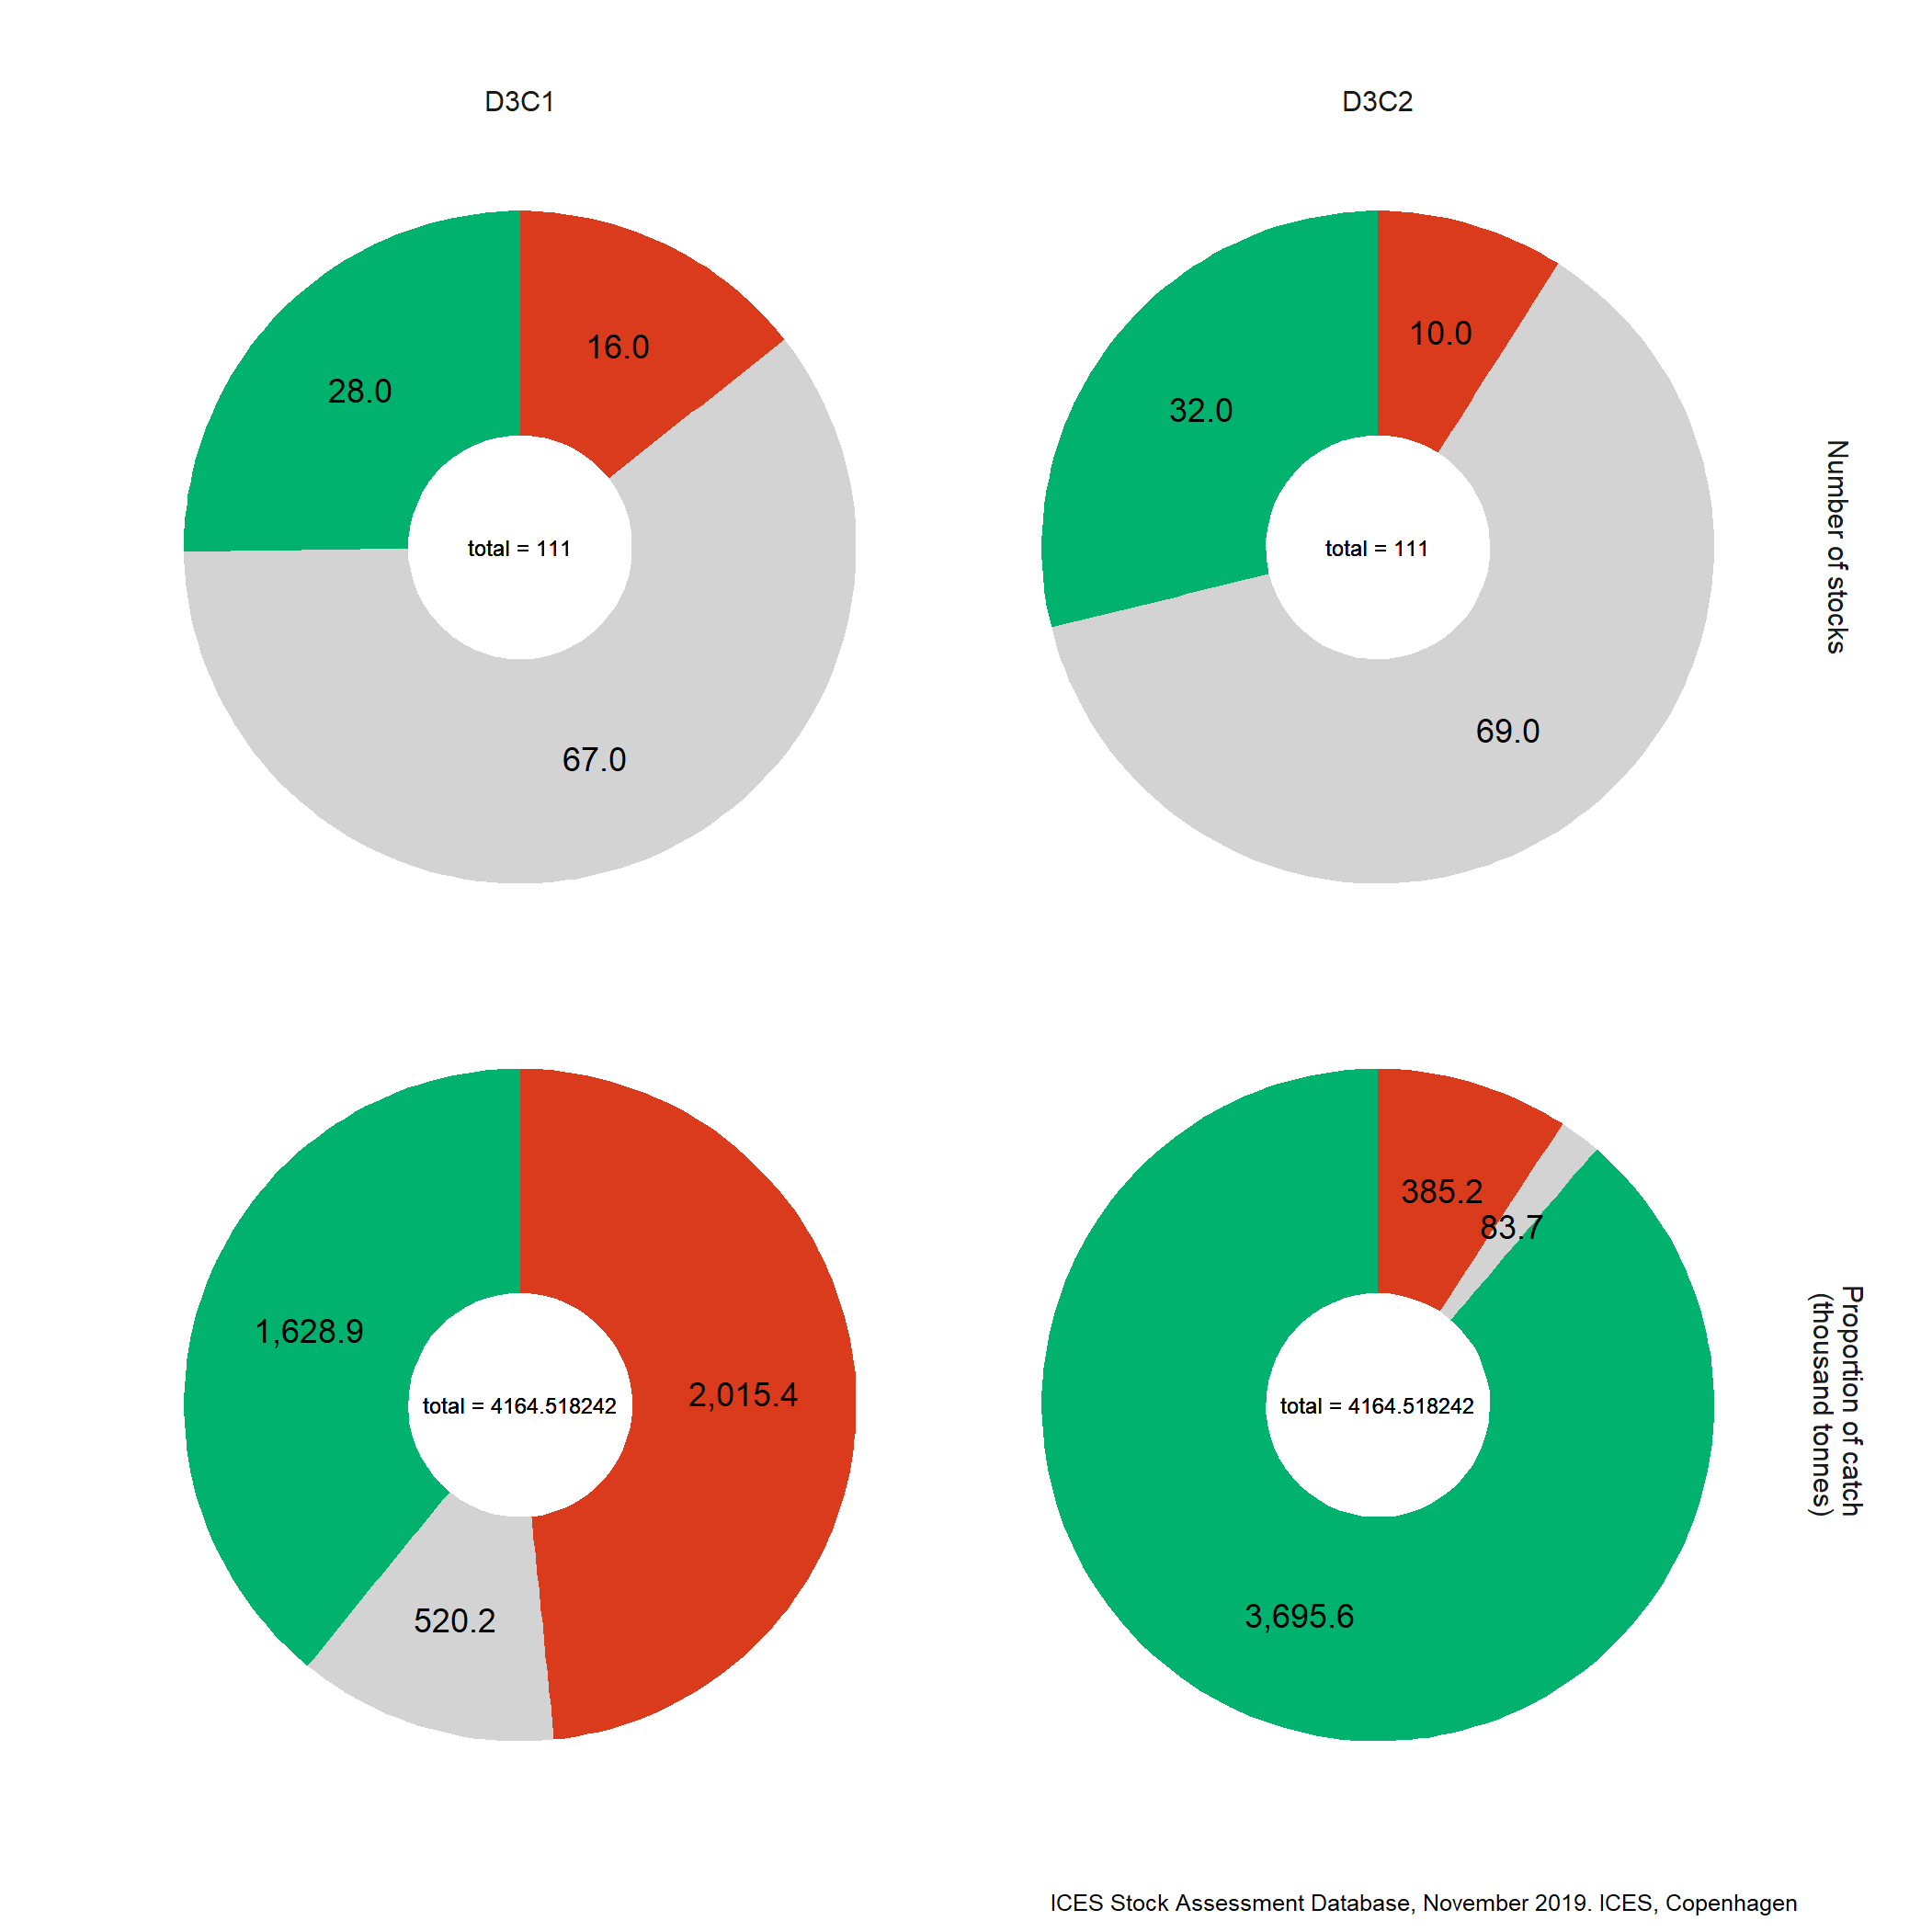 D3C1
D3C2
16.0
28.0
total = 111
67.0
10.0
32.0
total = 111
69.0
Number of stocks
1,628.9
2,015.4
total = 4164.518242
520.2
385.2
83.7
total = 4164.518242
3,695.6
Proportion of catch
(thousand tonnes)
ICES Stock Assessment Database, November 2019. ICES, Copenhagen